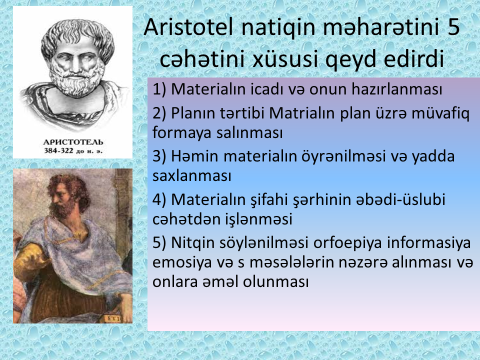 Aristotel natiqin məharətini 5
cəhətini xüsusi qeyd edirdi
АРИСТОТЕЛЬ
384-322 до н. э.
1) Materialın icadı və onun hazırlanması
2) Planın tərtibi Matrialın plan üzrə müvafiq
formaya salınması
3) Həmin materialın öyrənilməsi və yadda
saxlanması
4) Materialın şifahi şərhinin əbədi-üslubi
cəhətdən işlənməsi
5) Nitqin söylənilməsi orfoepiya informasiya
emosiya və s məsələlərin nəzərə alınması və
onlara əməl olunması